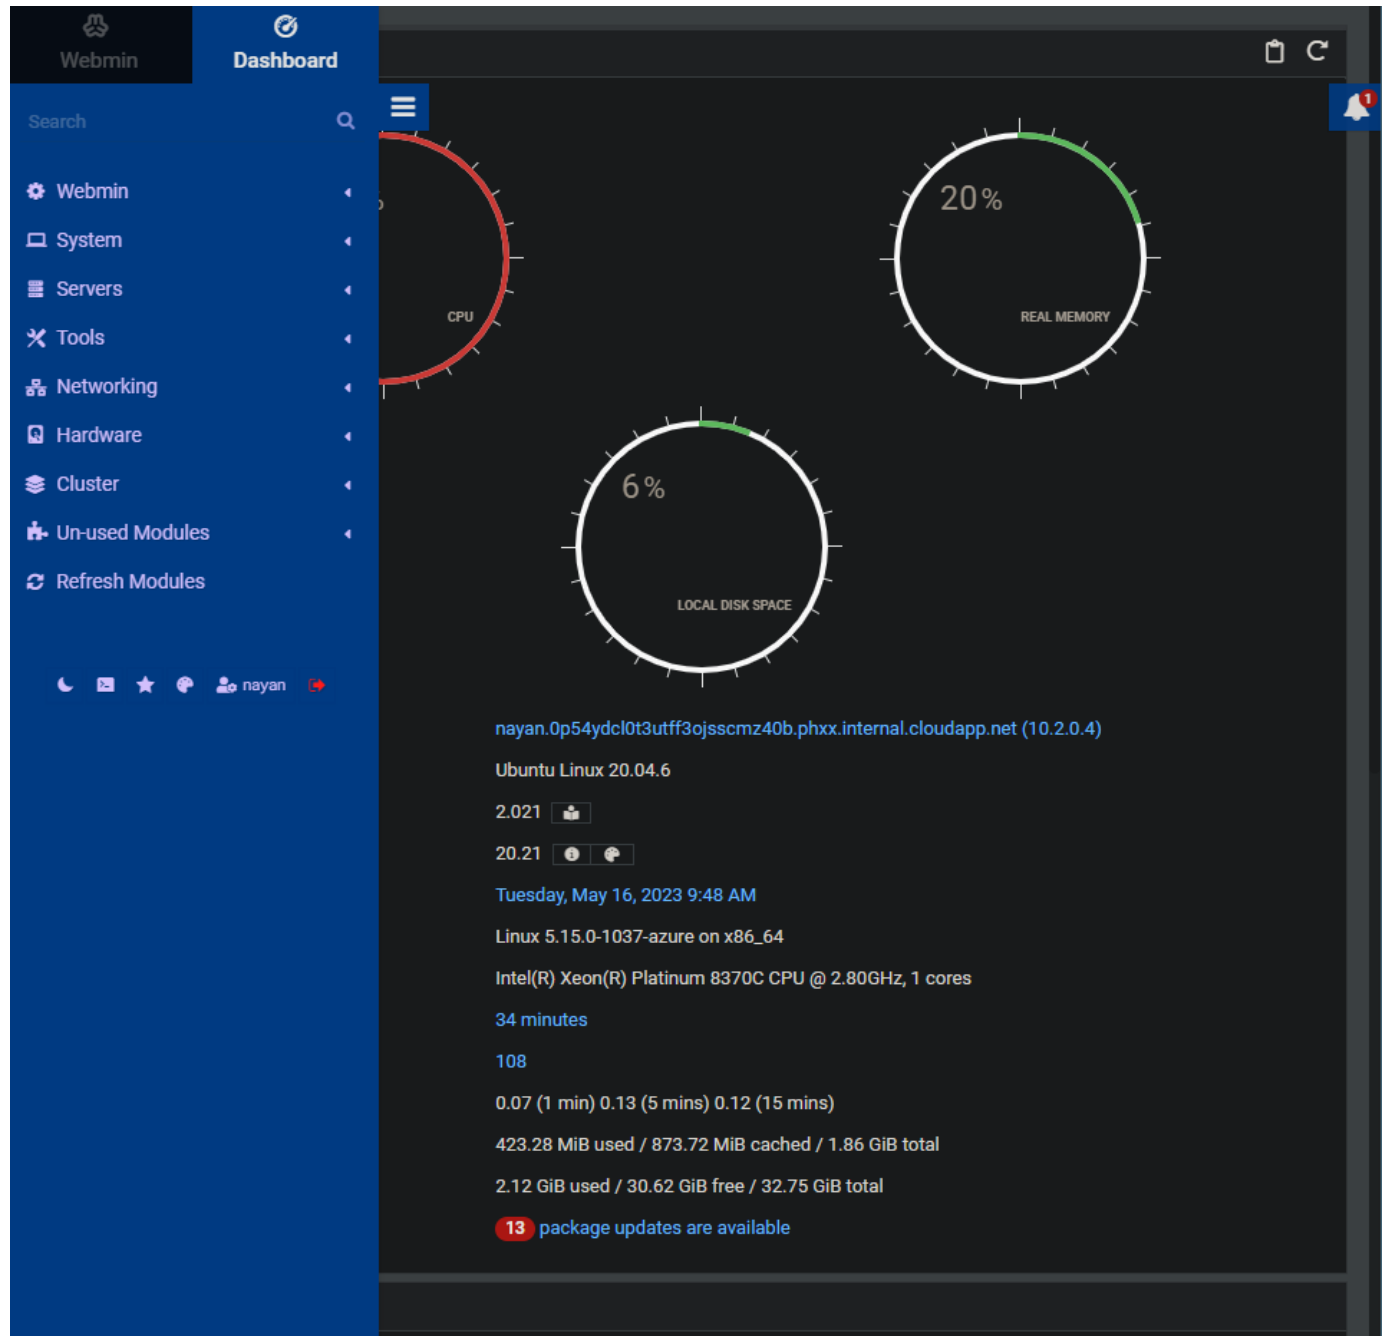 Webmin
Dashboard
1
Search
Webmin
System
Servers
Tools
Networking
Hardware
Cluster
Un-used Modules
Refresh Modules
nayan
%
CPU
20%
REAL MEMORY
6%
LOCAL DISK SPACE
nayan.0p54ydcl0t3utff3ojsscmz40b.phxx.internal.cloudapp.net (10.2.0.4)
Ubuntu Linux 20.04.6
2.021
20.21
Tuesday, May 16, 2023 9:48 AM
Linux 5.15.0-1037-azure on x86_64
Intel(R) Xeon(R) Platinum 8370C CPU @ 2.80GHz, 1 cores
34 minutes
108
0.07 (1 min) 0.13 (5 mins) 0.12 (15 mins)
423.28 MiB used / 873.72 MiB cached / 1.86 GiB total
2.12 GiB used / 30.62 GiB free / 32.75 GiB total
13 package updates are available